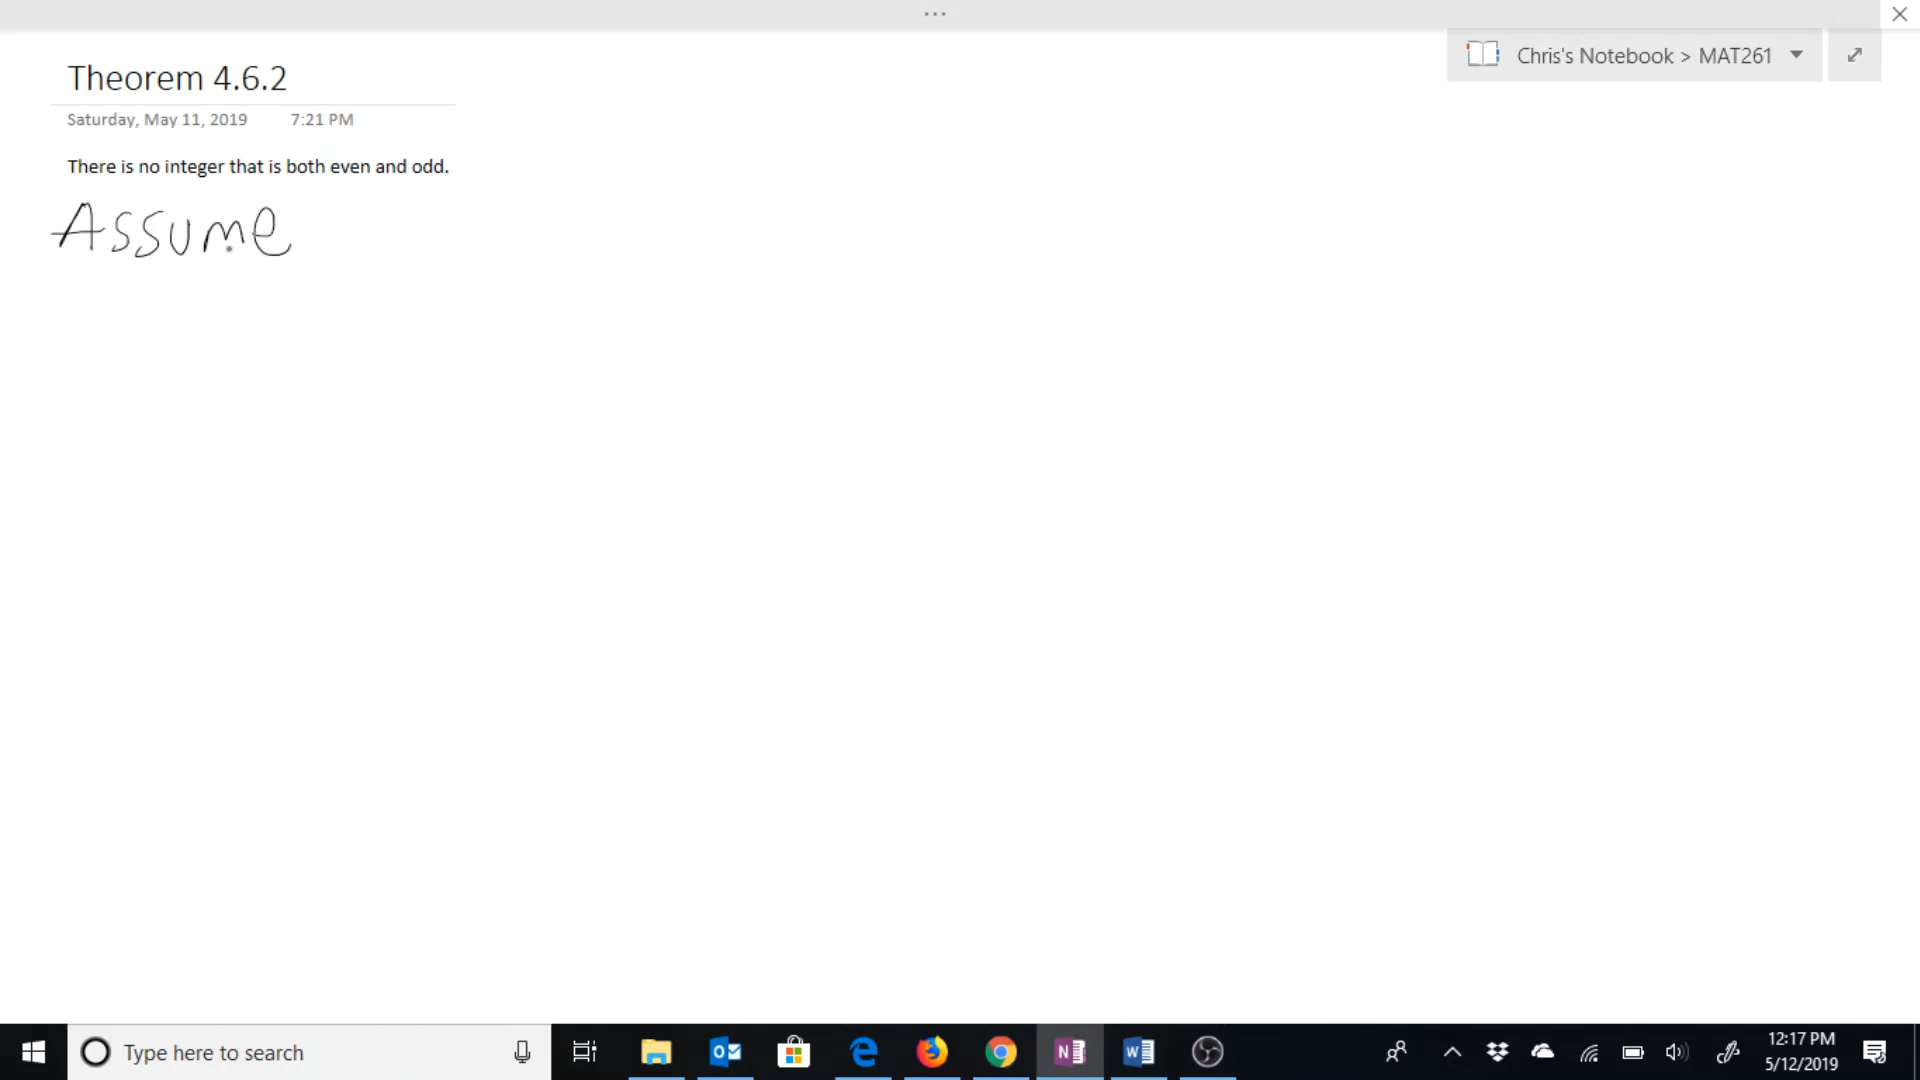 ...
Chris's Notebook > MAT261
Theorem 4.6.2
Saturday, May 11, 2019 7:21 PM
There is no integer that is both even and odd.
Assume
Type here to search
12:17 PM
5/12/2019